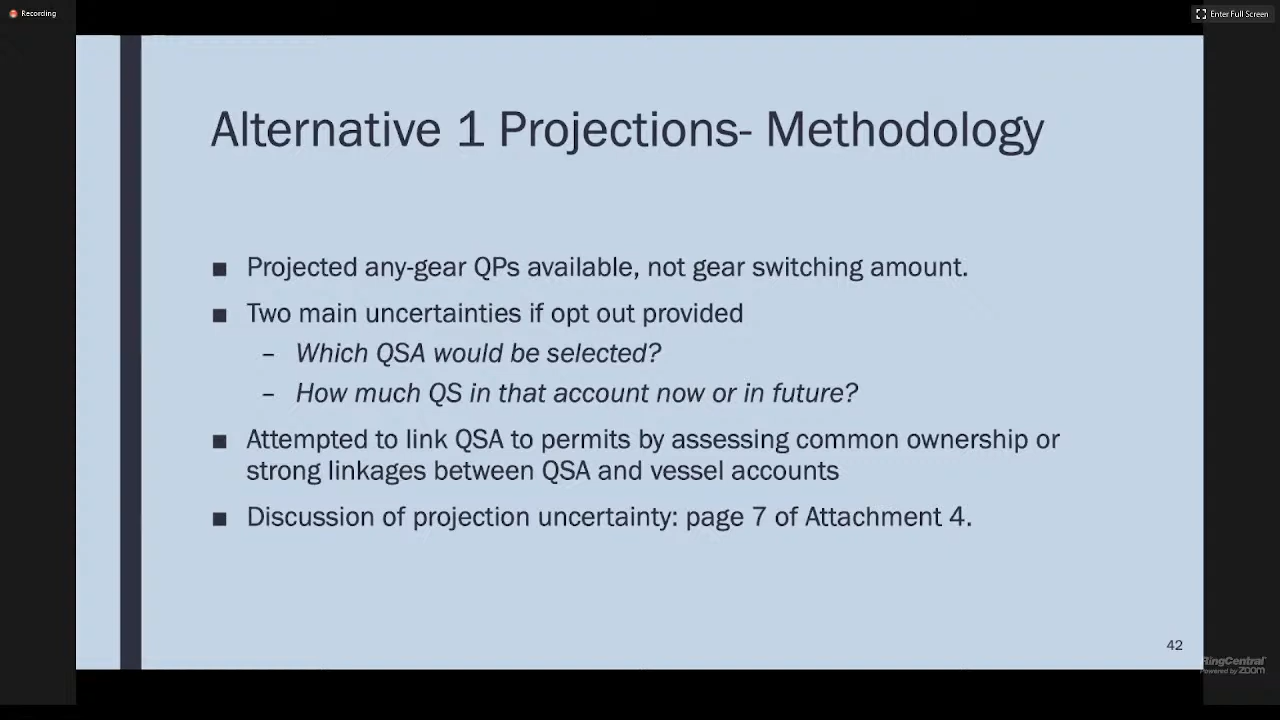 Recording
Enter Full Screen
Alternative 1 Projections- Methodology
■ Projected any-gear QPs available, not gear switching amount.
■ Two main uncertainties if opt out provided
– Which QSA would be selected?
– How much QS in that account now or in future?
■ Attempted to link QSA to permits by assessing common ownership or
strong linkages between QSA and vessel accounts
■ Discussion of projection uncertainty: page 7 of Attachment 4.
42
RingCentral
Powered by zoom